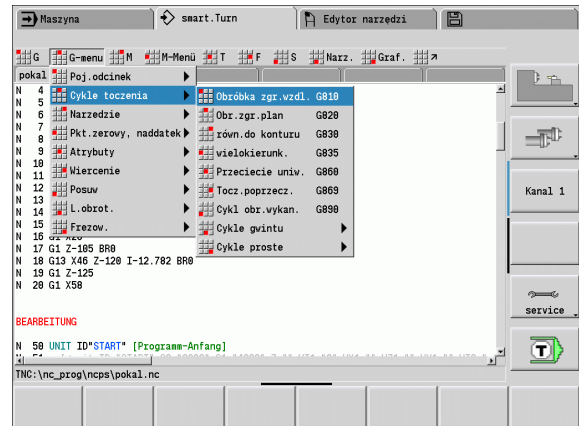 Maszyna smart.Turn Edytor narzędzi
G G-menu M M-Menü T F S Narz. Graf.
pokal
Poj.odcinek
Cykle toczenia
Narzedzie
Pkt.zerowy, naddatek
Atrybuty
Wiercenie
Posuw
L.obrot.
Frezow.
Obróbka zgr.wzdl. G810
Obr.zgr.plan G820
równ.do konturu G830
wielokierunk. G835
Przeciecie uniw. G860
Tocz.poprzecz. G869
Cykl obr.wykan. G890
Cykle gwintu
Cykle proste
N 4
N 5
N 6
N 7
N 8
N 9
N 10
N 11
N 12
N 13
N 14
N 15
N 16 G1 X20
N 17 G1 Z-105 BR0
N 18 G13 X46 Z-120 I-12.782 BR0
N 19 G1 Z-125
N 20 G1 X58
BEARBEITUNG
N 50 UNIT ID"START" [Programm-Anfang]
TNC:\nc_prog\ncps\pokal.nc
Kanal 1
service
T